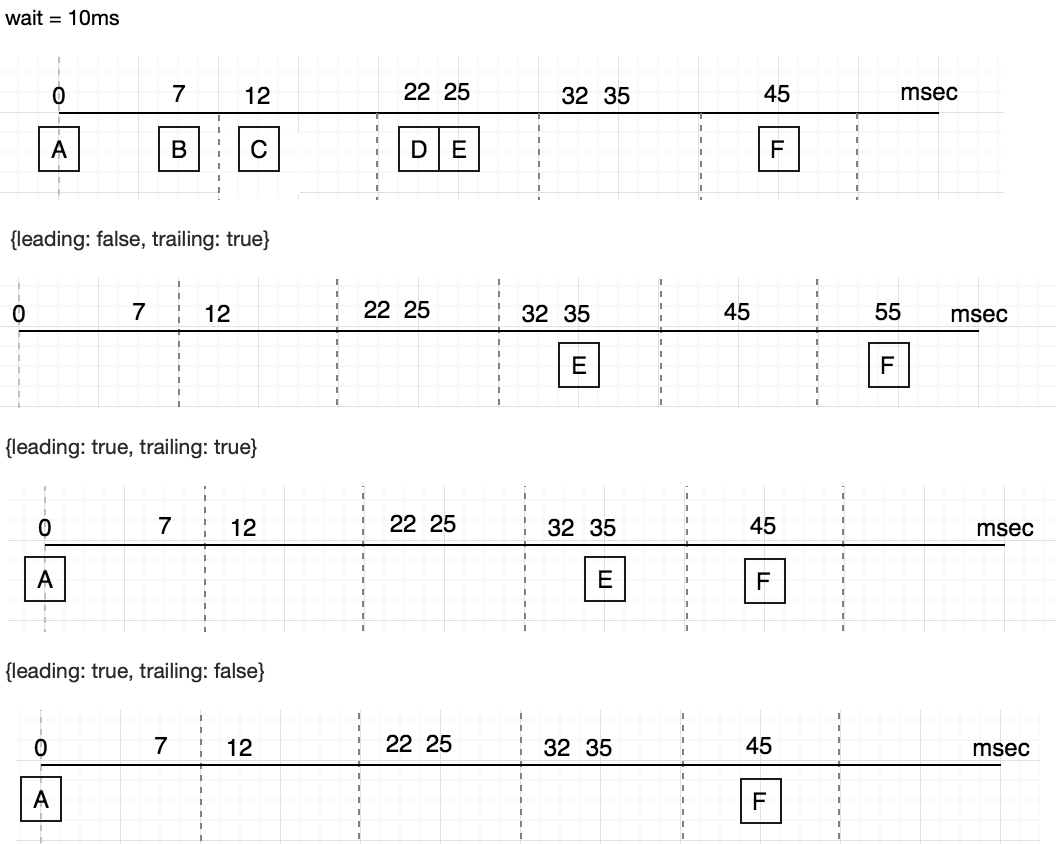 wait = 10ms
0 7 12 22 25 32 35 45 msec
A B C D E F
{leading: false, trailing: true}
0 7 12 22 25 32 35 45 55 msec
E F
{leading: true, trailing: true}
0 7 12 22 25 32 35 45 msec
A E F
{leading: true, trailing: false}
0 7 12 22 25 32 35 45 msec
A F